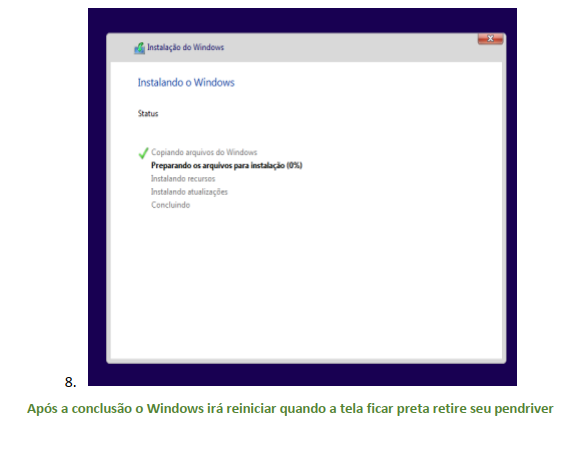 Instalação do Windows
Instalando o Windows
Status
Copiando arquivos do Windows
Preparando os arquivos para instalação (0%)
Instalando recursos
Instalando atualizações
Concluindo
8.
Após a conclusão o Windows irá reiniciar quando a tela ficar preta retire seu pendriver